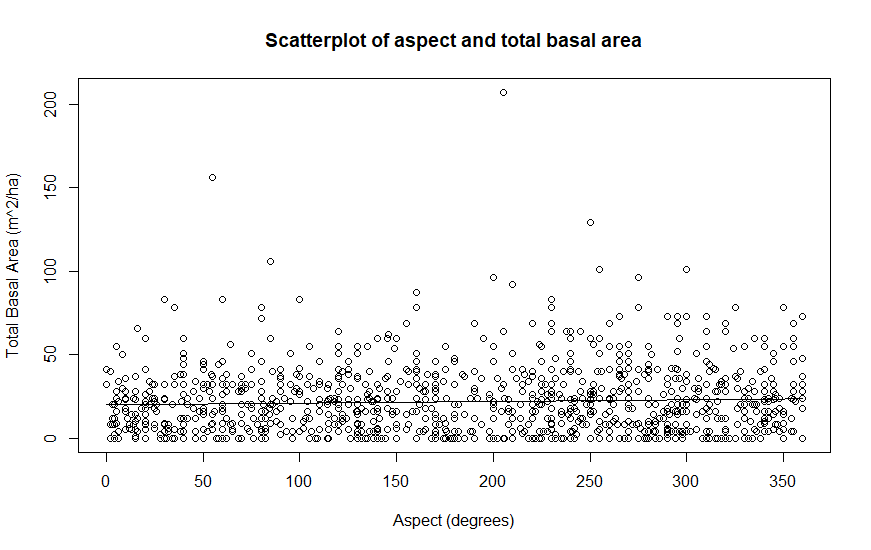 Scatterplot of aspect and total basal area
Total Basal Area (m^2/ha)
200
150
100
50
0
0 50 100 150 200 250 300 350
Aspect (degrees)